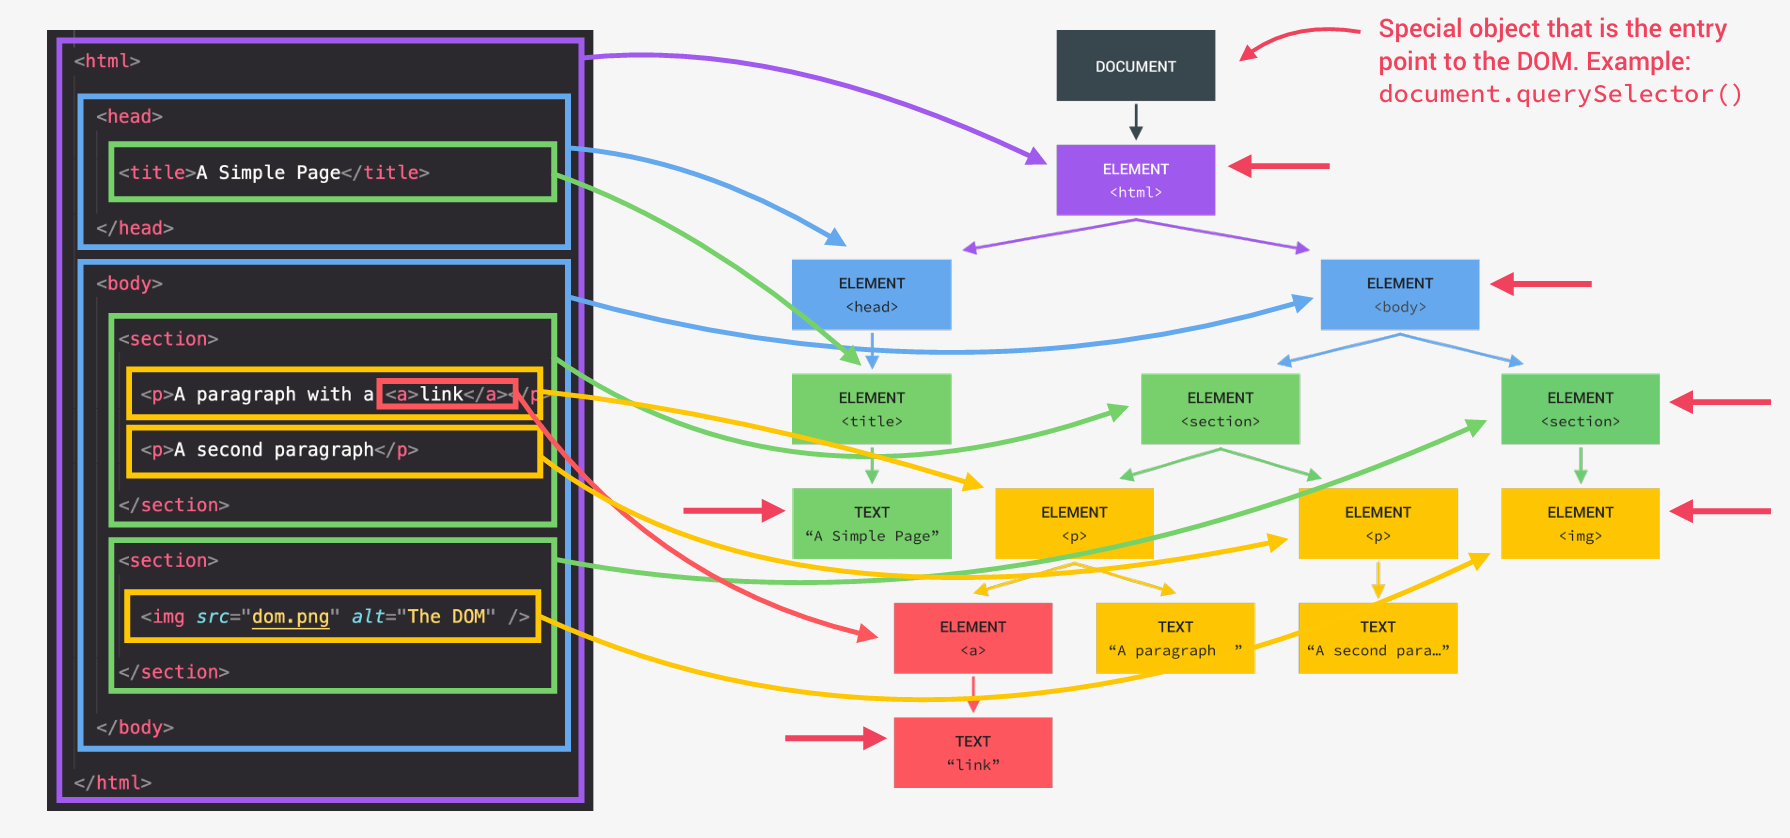 <html>
<head>
<title>A Simple Page</title>
</head>
<body>
<section>
<p>A paragraph with a <a>link</a></p>
<p>A second paragraph</p>
</section>
<section>
<img src="dom.png" alt="The DOM" />
</section>
</body>
</html>
DOCUMENT
Special object that is the entry
point to the DOM. Example:
document.querySelector()
ELEMENT
<html>
ELEMENT
<head>
ELEMENT
<body>
ELEMENT
<title>
ELEMENT
<section>
ELEMENT
<section>
TEXT
“A Simple Page”
ELEMENT
<p>
ELEMENT
<p>
ELEMENT
<img>
ELEMENT
<a>
TEXT
“A paragraph ”
TEXT
“A second para…”
TEXT
“link”